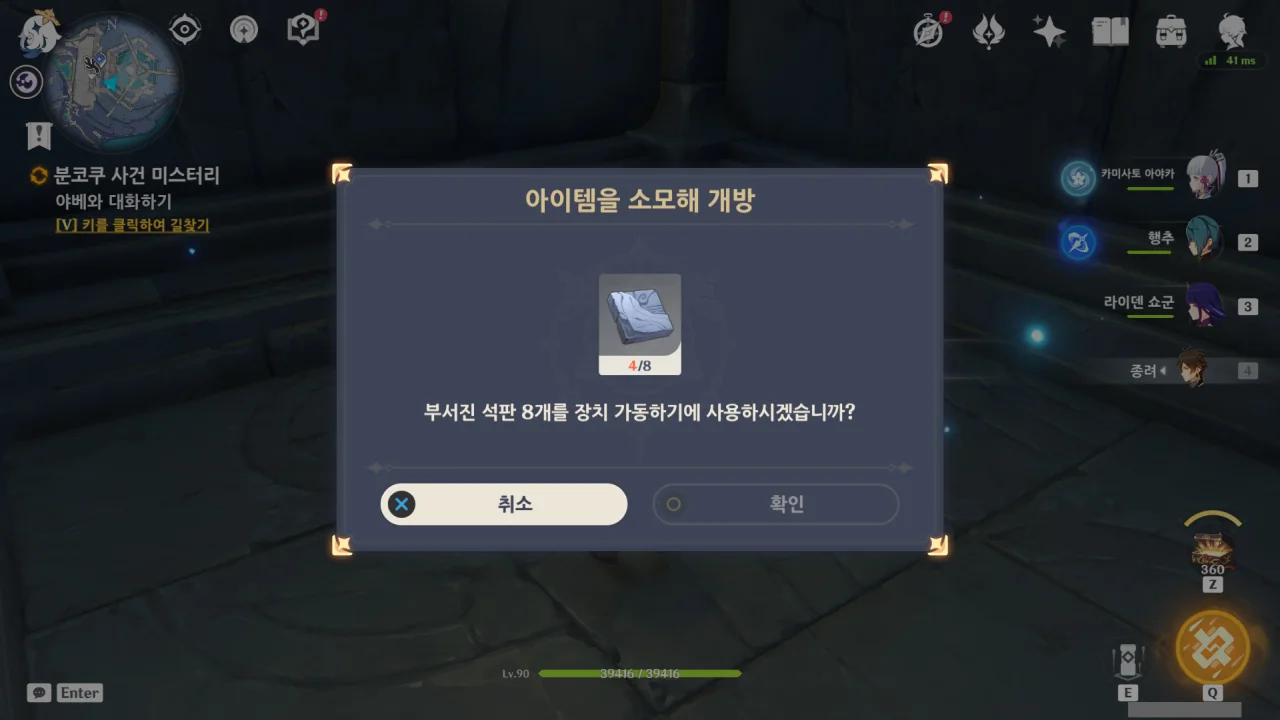 N
41 ms
분코쿠 사건 미스터리
야베와 대화하기
[V] 키를 클릭하여 길찾기
아이템을 소모해 개방
4/8
부서진 석판 8개를 장치 가동하기에 사용하시겠습니까?
취소
확인
카미사토 아야카
1
행추
2
라이덴 쇼군
3
종려
4
360
Z
E
Q
Lv.90
39416 / 39416
Enter